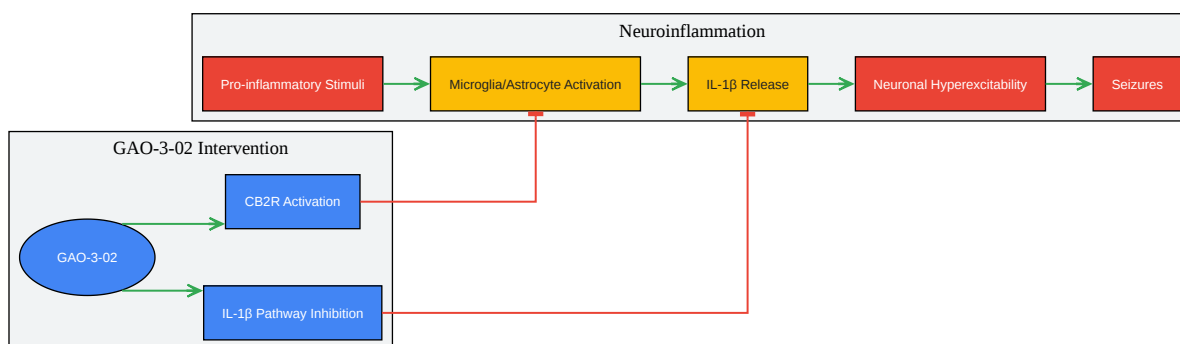 Neuroinflammation
Pro-inflammatory Stimuli
Microglia/Astrocyte Activation
IL-1β Release
Neuronal Hyperexcitability
Seizures
GAO-3-02 Intervention
CB2R Activation
GAO-3-02
IL-1β Pathway Inhibition